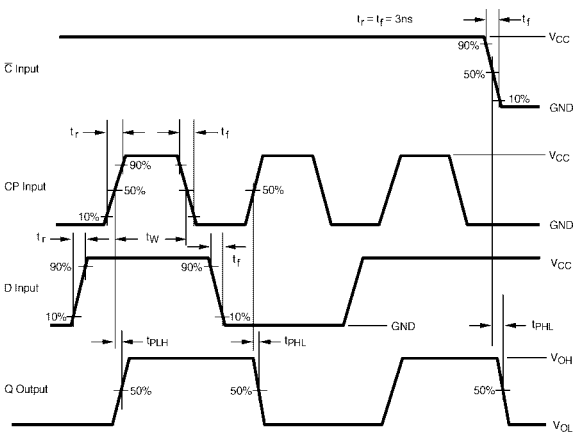 tr = tf = 3ns
tf
VCC
90%
C̅ Input
50%
10%
GND
tr
tf
VCC
90%
CP Input
50%
50%
10%
GND
tr
tW
tf
VCC
90%
90%
D Input
10%
10%
GND
tPLH
tPHL
tPHL
VOH
Q Output
50%
50%
50%
VOL